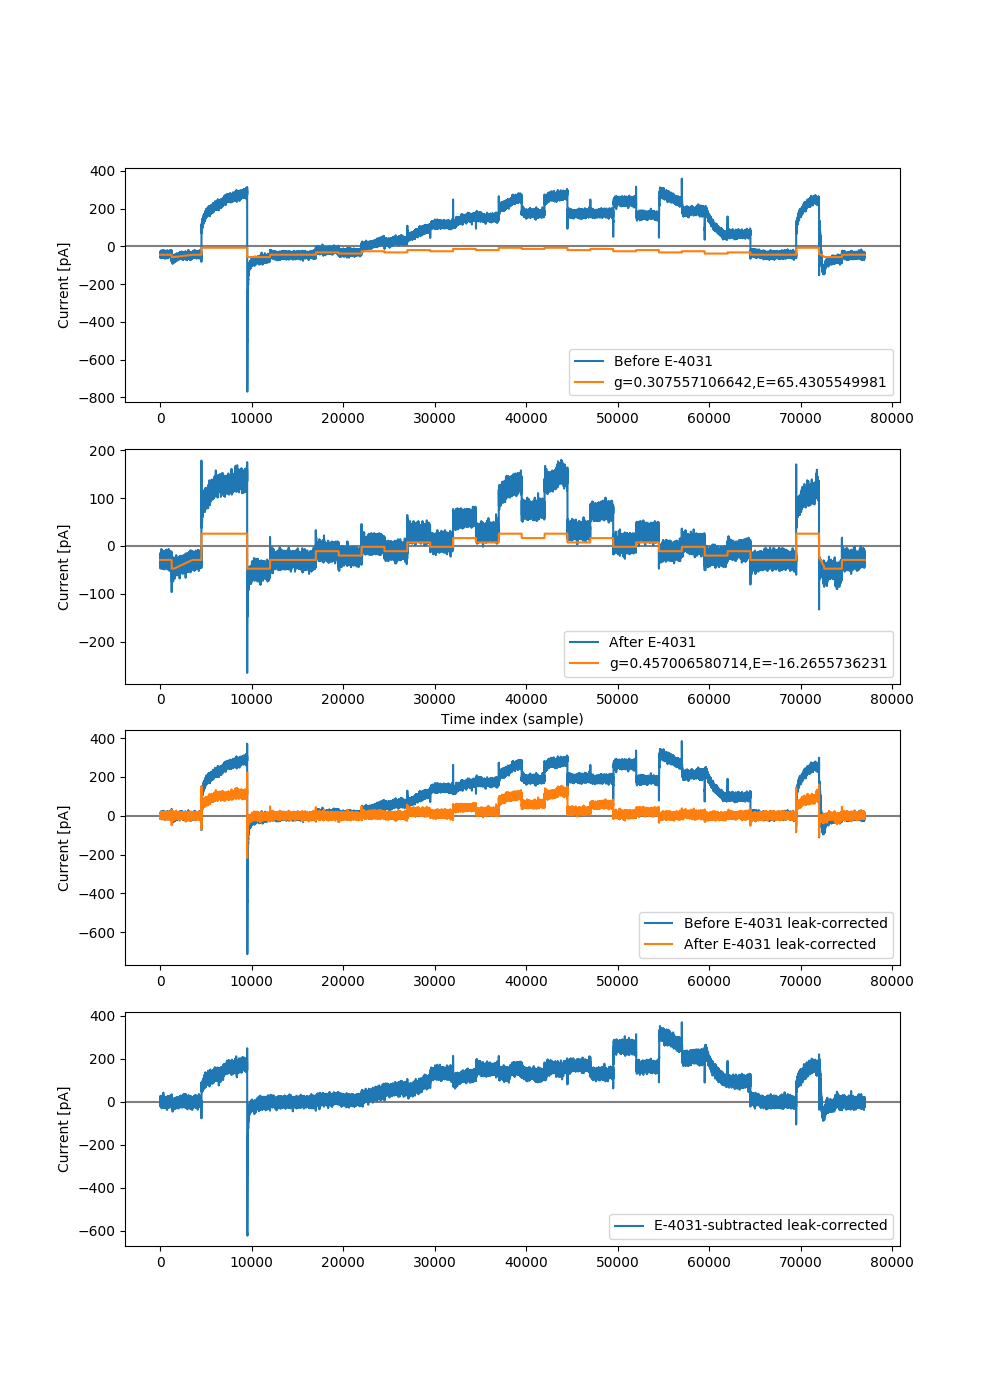 400
200
0
−200
−400
−600
−800
Current [pA]
Before E-4031
g=0.307557106642,E=65.4305549981
0 10000 20000 30000 40000 50000 60000 70000 80000
200
100
0
−100
−200
Current [pA]
After E-4031
g=0.457006580714,E=-16.2655736231
0 10000 20000 30000 40000 50000 60000 70000 80000
Time index (sample)
400
200
0
−200
−400
−600
Current [pA]
Before E-4031 leak-corrected
After E-4031 leak-corrected
0 10000 20000 30000 40000 50000 60000 70000 80000
400
200
0
−200
−400
−600
Current [pA]
E-4031-subtracted leak-corrected
0 10000 20000 30000 40000 50000 60000 70000 80000